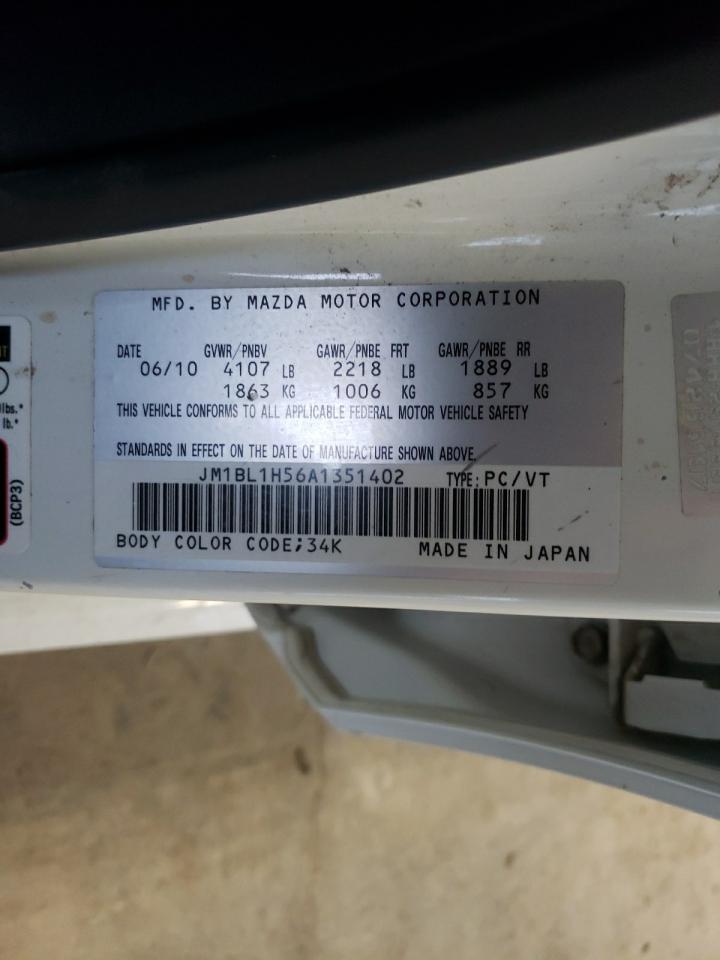 MFD. BY MAZDA MOTOR CORPORATION
DATE GVWR/PNBV GAWR/PNBE FRT GAWR/PNBE RR
06/10 4107 LB 2218 LB 1889 LB
1863 KG 1006 KG 857 KG
THIS VEHICLE CONFORMS TO ALL APPLICABLE FEDERAL MOTOR VEHICLE SAFETY
STANDARDS IN EFFECT ON THE DATE OF MANUFACTURE SHOWN ABOVE.
JM1BL1H56A1351402 TYPE:PC/VT
BODY COLOR CODE;34K MADE IN JAPAN
lbs.*
lb.*
(BCP3)